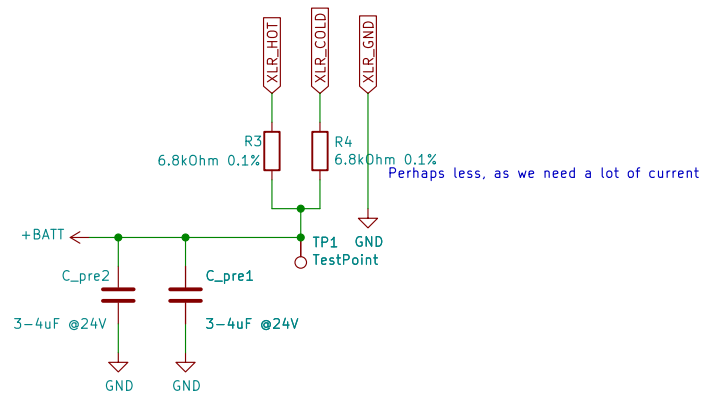 XLR_HOT
XLR_COLD
XLR_GND
R3
6.8kOhm 0.1%
R4
6.8kOhm 0.1%
Perhaps less, as we need a lot of current
+BATT
TP1
TestPoint
GND
C_pre2
3-4uF @24V
C_pre1
3-4uF @24V
GND
GND